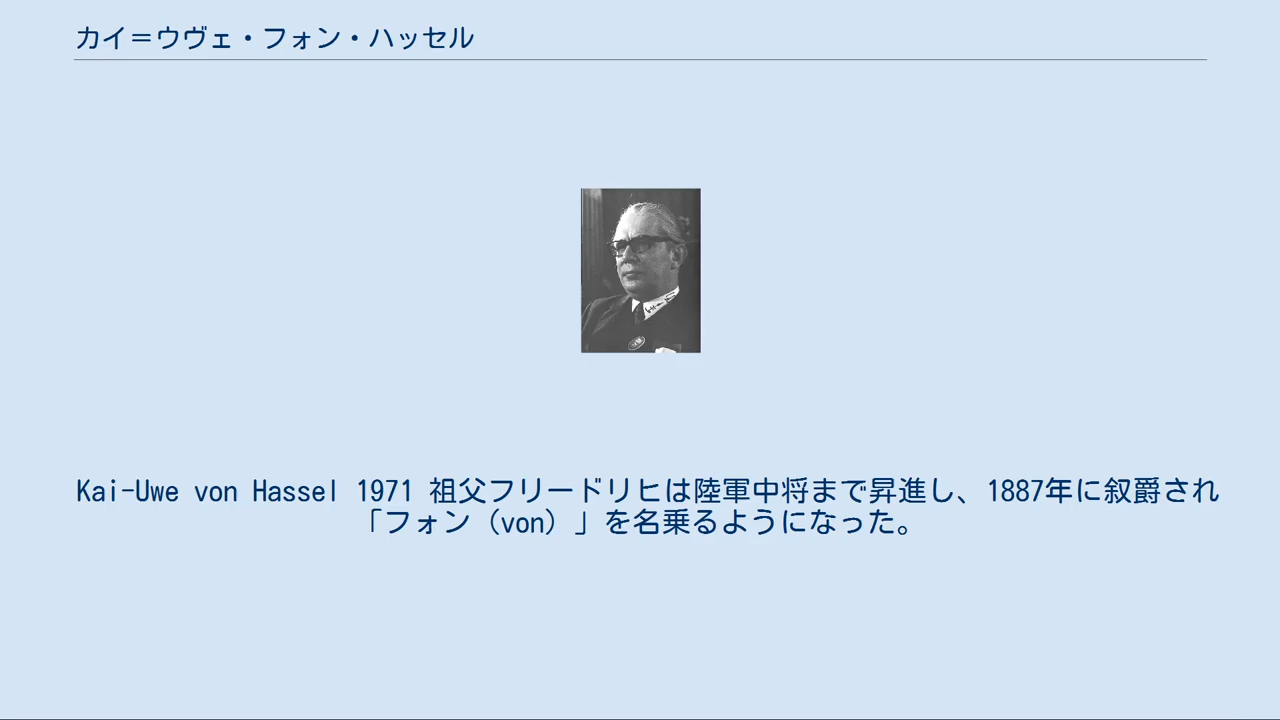 カイ＝ウヴェ・フォン・ハッセル
Kai-Uwe von Hassel 1971 祖父フリードリヒは陸軍中将まで昇進し、1887年に叙爵され
「フォン（von）」を名乗るようになった。